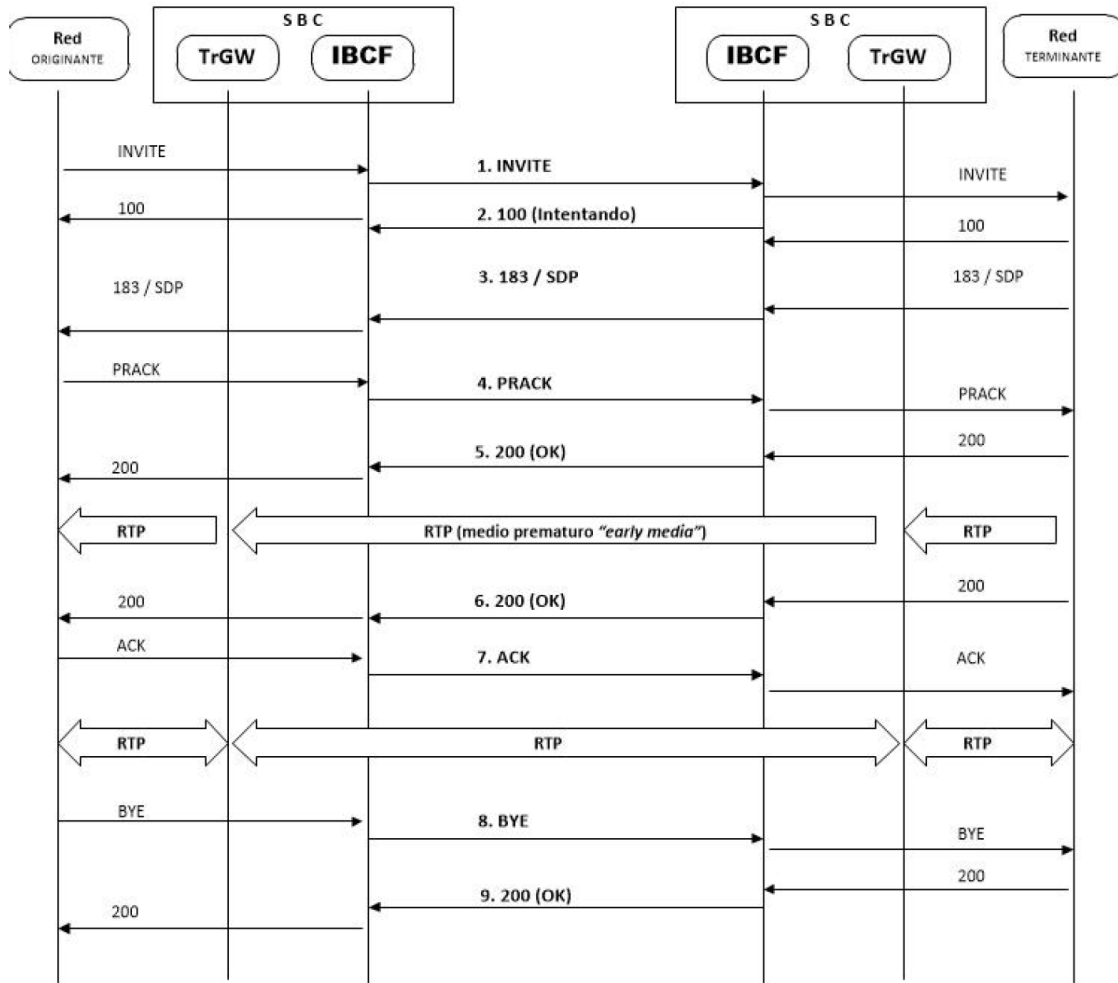 S B C
S B C
Red
ORIGINANTE
TrGW
IBCF
IBCF
TrGW
Red
TERMINANTE
INVITE
1. INVITE
INVITE
100
2. 100 (Intentando)
100
183 / SDP
3. 183 / SDP
183 / SDP
PRACK
4. PRACK
PRACK
200
5. 200 (OK)
200
RTP
RTP (medio prematuro "early media")
RTP
200
6. 200 (OK)
200
ACK
7. ACK
ACK
RTP
RTP
RTP
BYE
8. BYE
BYE
200
9. 200 (OK)
200